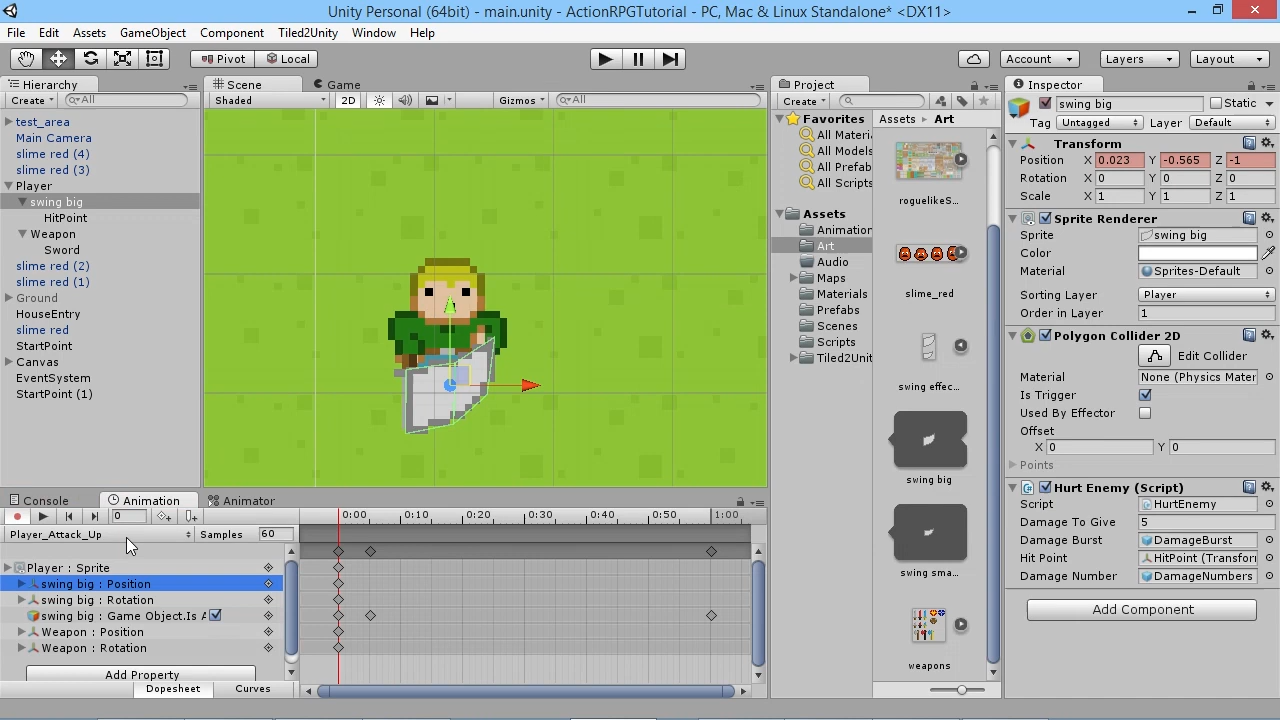 Unity Personal (64bit) - main.unity - ActionRPGTutorial - PC, Mac & Linux Standalone* <DX11>
File Edit Assets GameObject Component Tiled2Unity Window Help
Pivot Local Account Layers Layout
Hierarchy
Create All
test_area
Main Camera
slime red (4)
slime red (3)
Player
swing big
HitPoint
Weapon
Sword
slime red (2)
slime red (1)
Ground
HouseEntry
slime red
StartPoint
Canvas
EventSystem
StartPoint (1)
Scene Game
Shaded 2D Gizmos All
Project
Create
Favorites
All Materi
All Models
All Prefab
All Scripts
Assets
Animation
Art
Audio
Maps
Materials
Prefabs
Scenes
Scripts
Tiled2Unit
Assets Art
roguelikeS...
slime_red
swing effec...
swing big
swing sma...
weapons
Inspector
swing big Static
Tag Untagged Layer Default
Transform
Position X 0.023 Y -0.565 Z -1
Rotation X 0 Y 0 Z 0
Scale X 1 Y 1 Z 1
Sprite Renderer
Sprite swing big
Color
Material Sprites-Default
Sorting Layer Player
Order in Layer 1
Polygon Collider 2D
Edit Collider
Material None (Physics Mater
Is Trigger
Used By Effector
Offset
X 0 Y 0
Points
Hurt Enemy (Script)
Script HurtEnemy
Damage To Give 5
Damage Burst DamageBurst
Hit Point HitPoint (Transforr
Damage Number DamageNumbers
Add Component
Console Animation Animator
0 0:00 0:10 0:20 0:30 0:40 0:50 1:00
Player_Attack_Up Samples 60
Player : Sprite
swing big : Position
swing big : Rotation
swing big : Game Object.Is A
Weapon : Position
Weapon : Rotation
Add Property
Dopesheet Curves